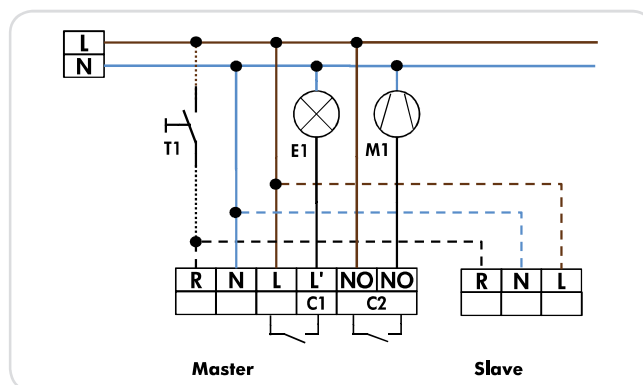 L
N
T1
E1
M1
R N L L' NO NO
C1 C2
R N L
Master
Slave